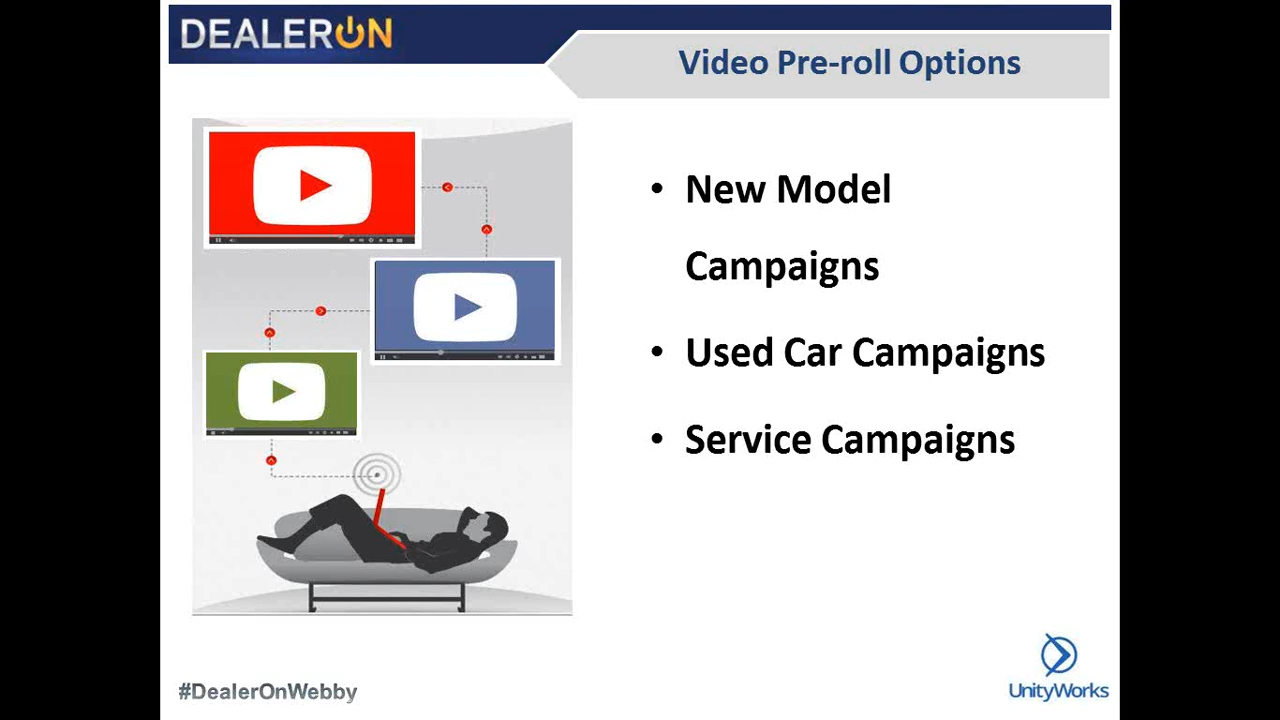 DEALERON
Video Pre-roll Options
• New Model
Campaigns
• Used Car Campaigns
• Service Campaigns
#DealerOnWebby
UnityWorks